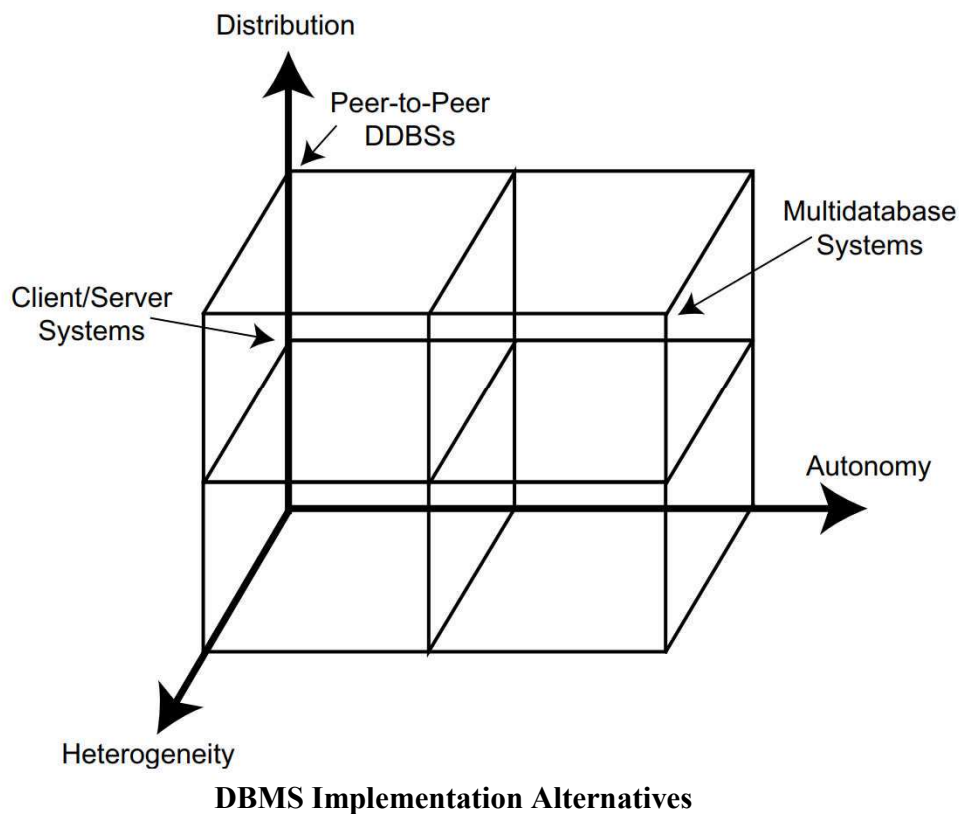 Distribution
Peer-to-Peer
DDBSs
Multidatabase
Systems
Client/Server
Systems
Autonomy
Heterogeneity
DBMS Implementation Alternatives